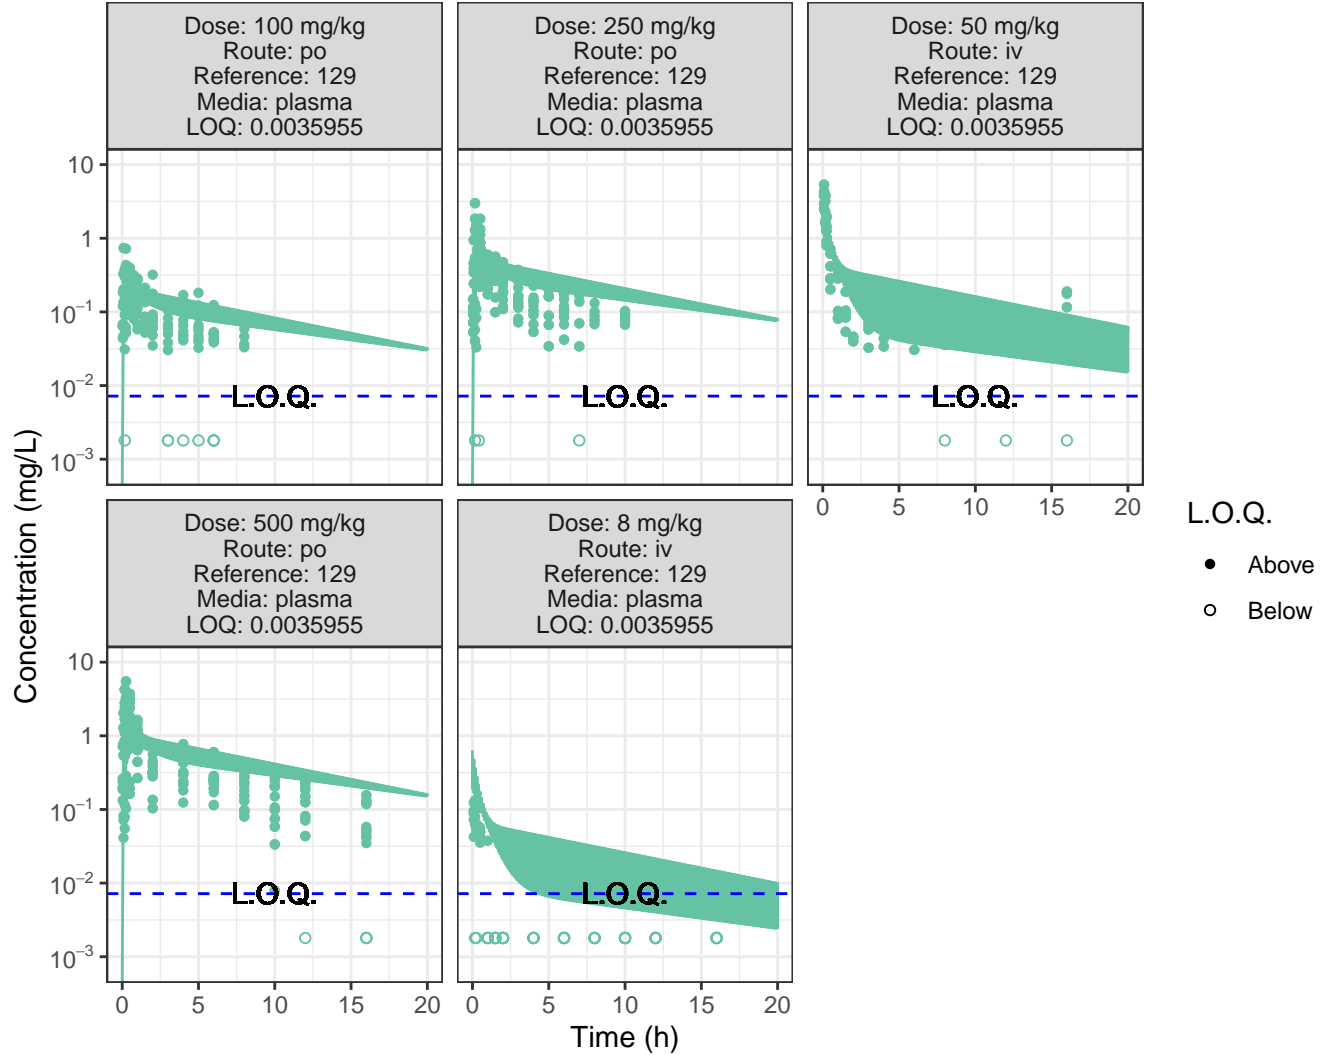 Dose: 100 mg/kg
Route: po
Reference: 129
Media: plasma
LOQ: 0.0035955
Dose: 250 mg/kg
Route: po
Reference: 129
Media: plasma
LOQ: 0.0035955
Dose: 50 mg/kg
Route: iv
Reference: 129
Media: plasma
LOQ: 0.0035955
10
1
10⁻¹
10⁻²
10⁻³
L.O.Q.
L.O.Q.
L.O.Q.
0 5 10 15 20
Dose: 500 mg/kg
Route: po
Reference: 129
Media: plasma
LOQ: 0.0035955
Dose: 8 mg/kg
Route: iv
Reference: 129
Media: plasma
LOQ: 0.0035955
10
1
10⁻¹
10⁻²
10⁻³
L.O.Q.
L.O.Q.
0 5 10 15 20
0 5 10 15 20
Time (h)
Concentration (mg/L)
L.O.Q.
Above
Below